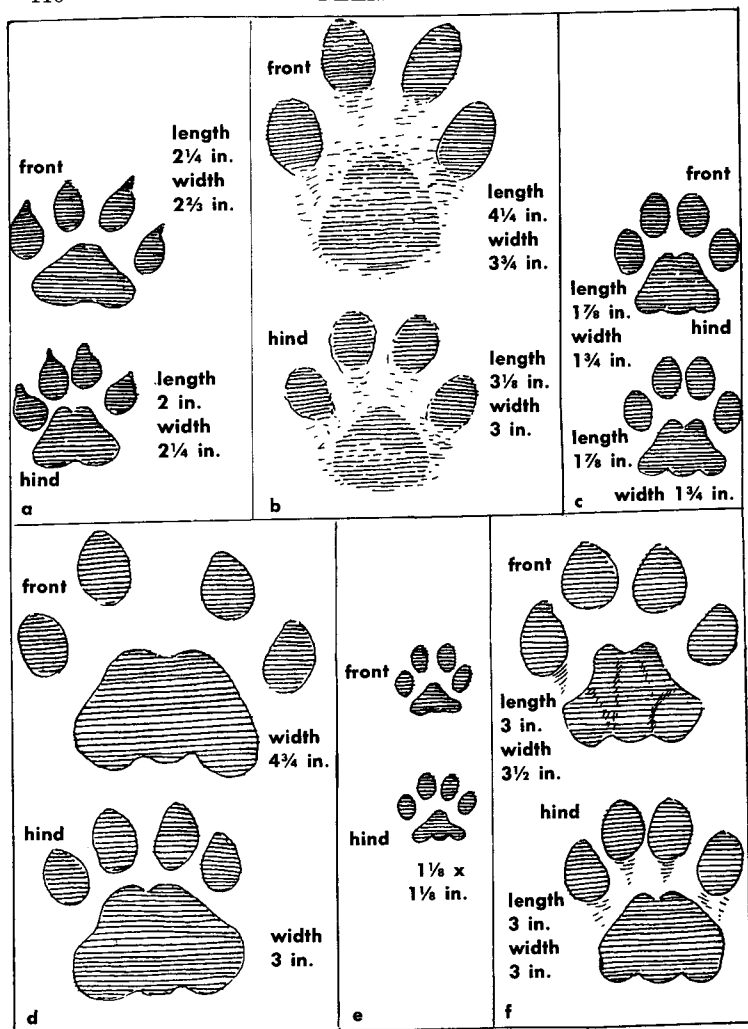 front
length
2¼ in.
width
2⅔ in.
length
2 in.
width
2¼ in.
hind
a
front
length
4¼ in.
width
3¾ in.
hind
length
3⅛ in.
width
3 in.
b
front
length
1⅞ in.
width
1¾ in.
hind
length
1⅞ in.
width 1¾ in.
c
front
width
4¾ in.
hind
width
3 in.
d
front
hind
1⅛ x
1⅛ in.
e
front
length
3 in.
width
3½ in.
hind
length
3 in.
width
3 in.
f